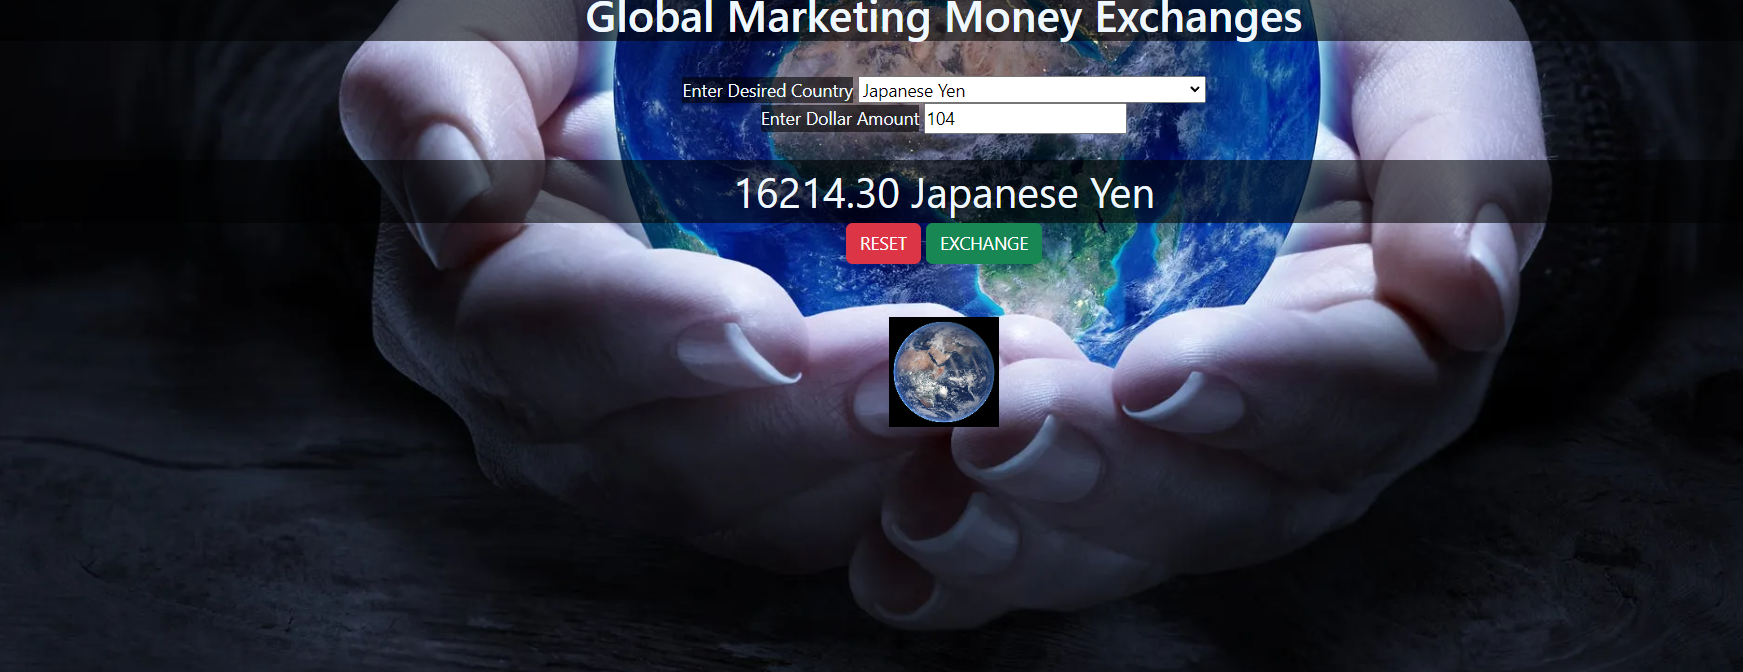 Global Marketing Money Exchanges
Enter Desired Country Japanese Yen
Enter Dollar Amount 104
16214.30 Japanese Yen
RESET EXCHANGE